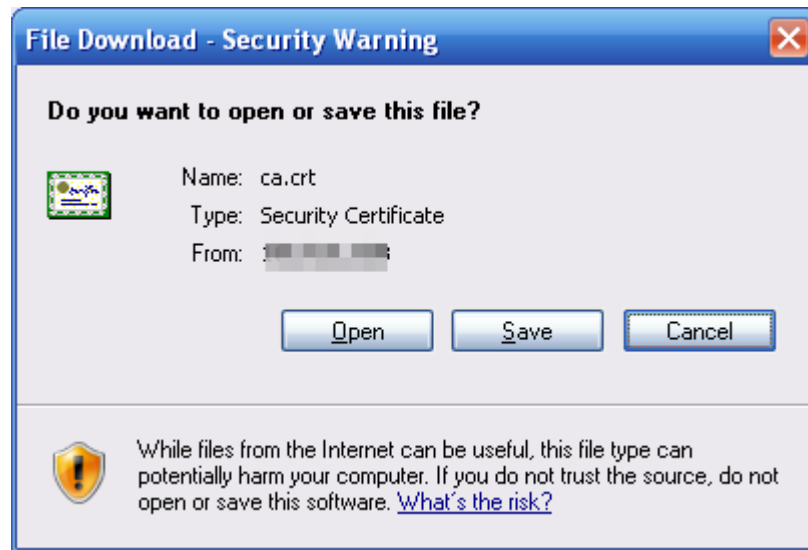 File Download - Security Warning
Do you want to open or save this file?
Name: ca.crt
Type: Security Certificate
From:
Open Save Cancel
While files from the Internet can be useful, this file type can
potentially harm your computer. If you do not trust the source, do not
open or save this software. What's the risk?